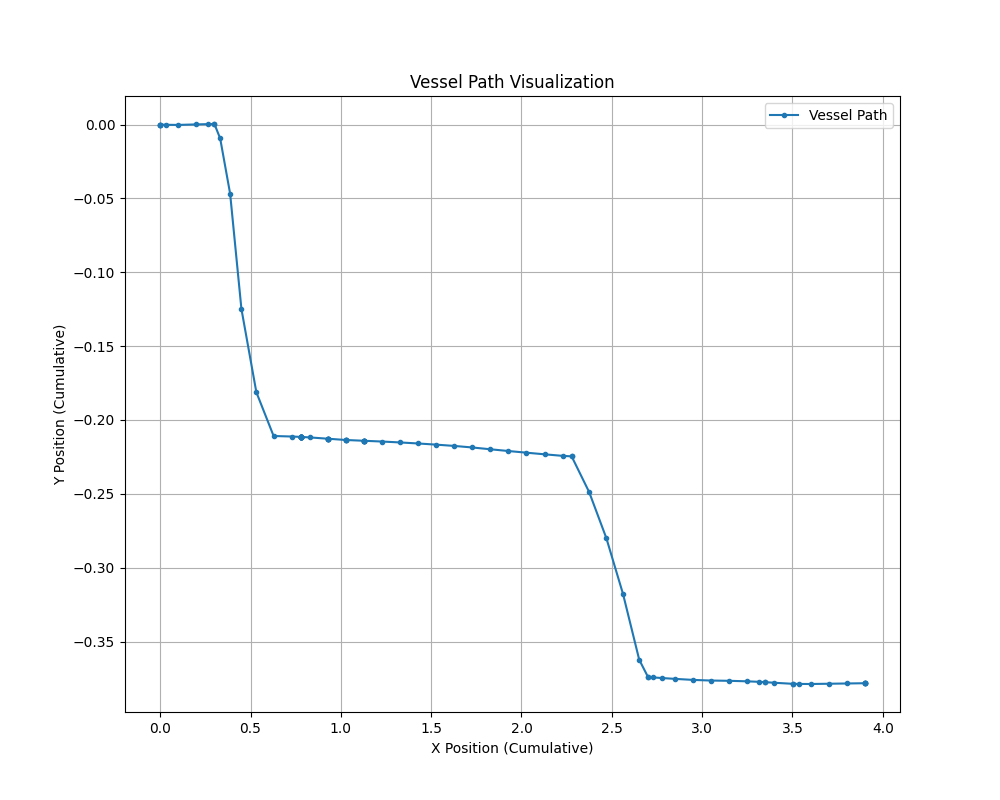 Vessel Path Visualization
Vessel Path
0.00
−0.05
−0.10
−0.15
−0.20
−0.25
−0.30
−0.35
Y Position (Cumulative)
0.0 0.5 1.0 1.5 2.0 2.5 3.0 3.5 4.0
X Position (Cumulative)